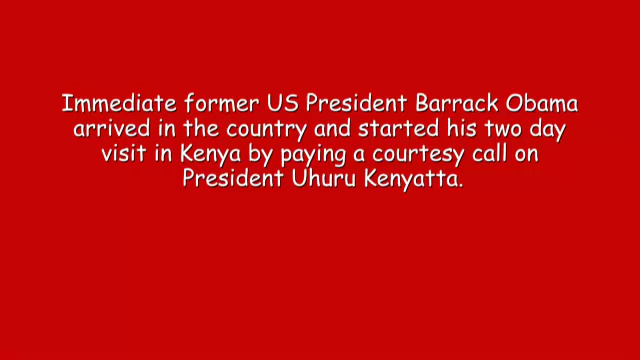 Immediate former US President Barrack Obama
arrived in the country and started his two day
visit in Kenya by paying a courtesy call on
President Uhuru Kenyatta.